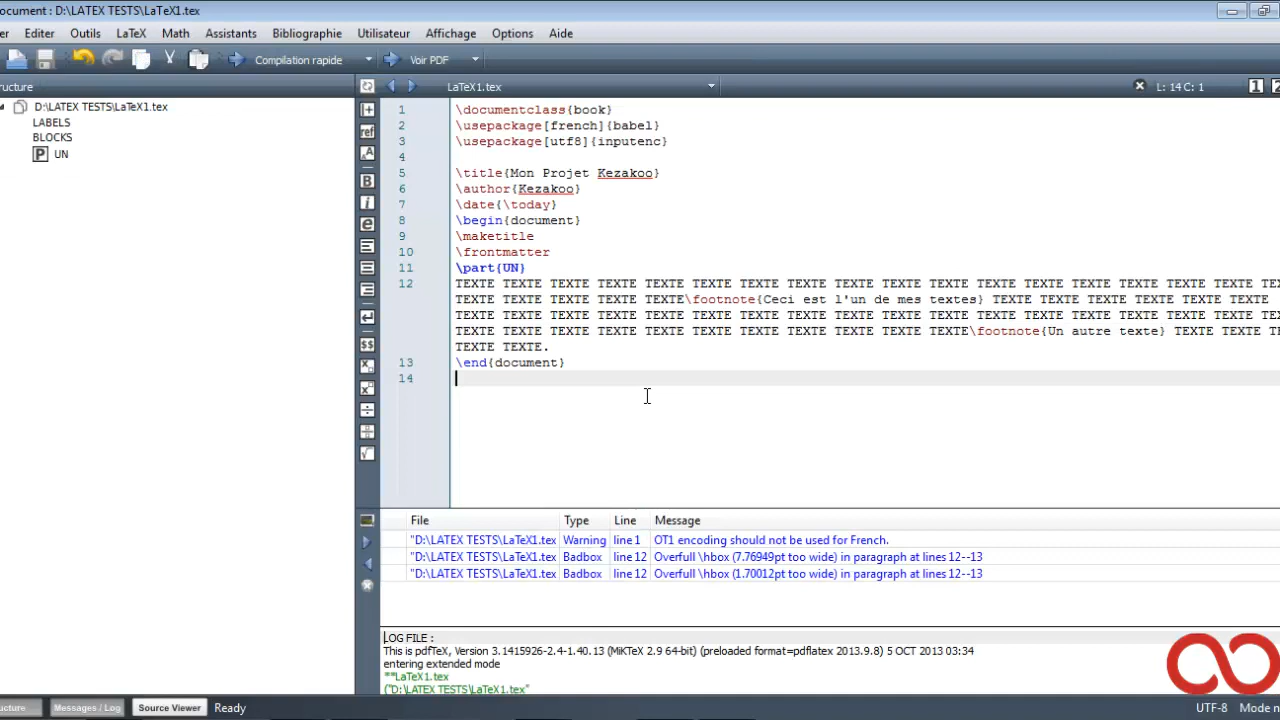 ocument : D:\LATEX TESTS\LaTeX1.tex
er Editer Outils LaTeX Math Assistants Bibliographie Utilisateur Affichage Options Aide
Compilation rapide Voir PDF
ructure LaTeX1.tex L: 14 C: 1 1 2
D:\LATEX TESTS\LaTeX1.tex
LABELS
BLOCKS
P UN
ref
B
i
e
$$
1 \documentclass{book}
2 \usepackage[french]{babel}
3 \usepackage[utf8]{inputenc}
4
5 \title{Mon Projet Kezakoo}
6 \author{Kezakoo}
7 \date{\today}
8 \begin{document}
9 \maketitle
10 \frontmatter
11 \part{UN}
12 TEXTE TEXTE TEXTE TEXTE TEXTE TEXTE TEXTE TEXTE TEXTE TEXTE TEXTE TEXTE TEXTE TEXTE TEXTE TEXTE TEXTE TE
TEXTE TEXTE TEXTE TEXTE TEXTE\footnote{Ceci est l'un de mes textes} TEXTE TEXTE TEXTE TEXTE TEXTE TEXTE
TEXTE TEXTE TEXTE TEXTE TEXTE TEXTE TEXTE TEXTE TEXTE TEXTE TEXTE TEXTE TEXTE TEXTE TEXTE TEXTE TEXTE TE
TEXTE TEXTE TEXTE TEXTE TEXTE TEXTE TEXTE TEXTE TEXTE TEXTE TEXTE\footnote{Un autre texte} TEXTE TEXTE T
TEXTE TEXTE.
13 \end{document}
14
File Type Line Message
"D:\LATEX TESTS\LaTeX1.tex Warning line 1 OT1 encoding should not be used for French.
"D:\LATEX TESTS\LaTeX1.tex Badbox line 12 Overfull \hbox (7.76949pt too wide) in paragraph at lines 12--13
"D:\LATEX TESTS\LaTeX1.tex Badbox line 12 Overfull \hbox (1.70012pt too wide) in paragraph at lines 12--13
LOG FILE :
This is pdfTeX, Version 3.1415926-2.4-1.40.13 (MiKTeX 2.9 64-bit) (preloaded format=pdflatex 2013.9.8) 5 OCT 2013 03:34
entering extended mode
**LaTeX1.tex
("D:\LATEX TESTS\LaTeX1.tex"
ucture Messages / Log Source Viewer Ready UTF-8 Mode n